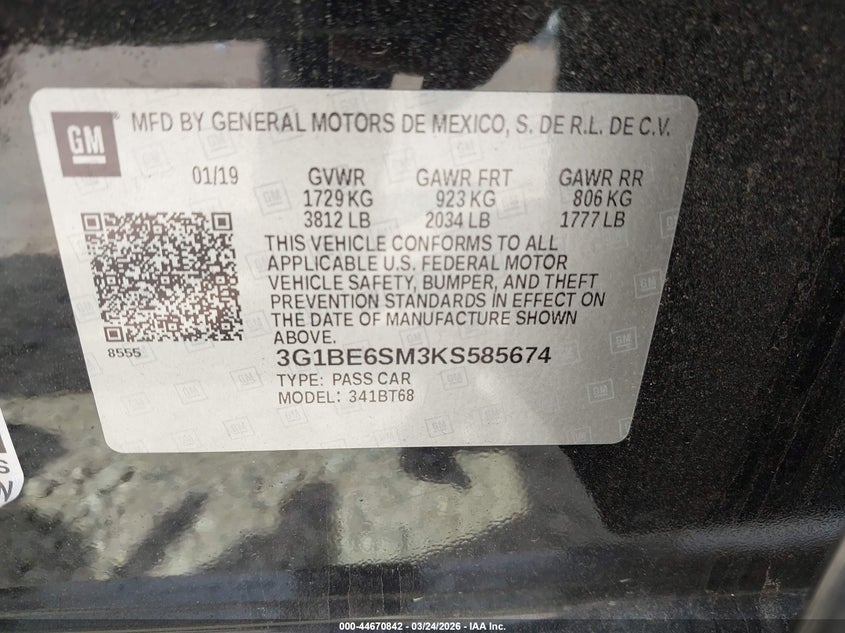 GM
MFD BY GENERAL MOTORS DE MEXICO, S. DE R.L. DE C.V.
01/19 GVWR GAWR FRT GAWR RR
1729 KG 923 KG 806 KG
3812 LB 2034 LB 1777 LB
THIS VEHICLE CONFORMS TO ALL
APPLICABLE U.S. FEDERAL MOTOR
VEHICLE SAFETY, BUMPER, AND THEFT
PREVENTION STANDARDS IN EFFECT ON
THE DATE OF MANUFACTURE SHOWN
ABOVE.
8555
3G1BE6SM3KS585674
TYPE: PASS CAR
MODEL: 341BT68
000-44670842 - 03/24/2026 - IAA Inc.